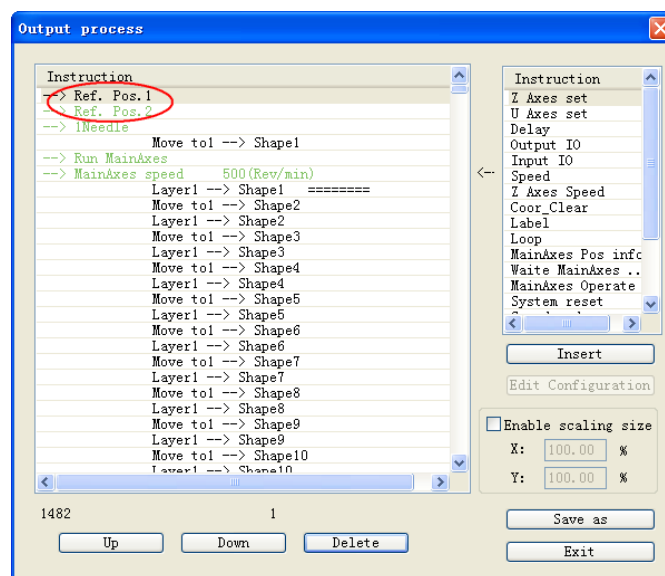 Output process
Instruction
--> Ref. Pos.1
--> Ref. Pos.2
--> 1Needle
Move to1 --> Shape1
--> Run MainAxes
--> MainAxes speed 500(Rev/min)
Layer1 --> Shape1 ========
Move to1 --> Shape2
Layer1 --> Shape2
Move to1 --> Shape3
Layer1 --> Shape3
Move to1 --> Shape4
Layer1 --> Shape4
Move to1 --> Shape5
Layer1 --> Shape5
Move to1 --> Shape6
Layer1 --> Shape6
Move to1 --> Shape7
Layer1 --> Shape7
Move to1 --> Shape8
Layer1 --> Shape8
Move to1 --> Shape9
Layer1 --> Shape9
Move to1 --> Shape10
Layer1 --> Shape10
1482 1
Up Down Delete
<--
Instruction
Z Axes set
U Axes set
Delay
Output IO
Input IO
Speed
Z Axes Speed
Coor_Clear
Label
Loop
MainAxes Pos info
Waite MainAxes ..
MainAxes Operate
System reset
Insert
Edit Configuration
Enable scaling size
X: 100.00 %
Y: 100.00 %
Save as
Exit